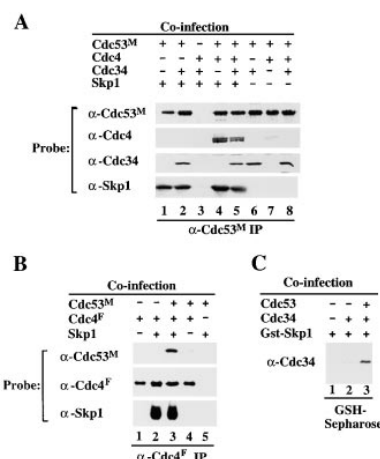 A
Co-infection
Cdc53ᴹ + + – + + + + +
Cdc4 – – + + + – + +
Cdc34 – + + – + + – +
Skp1 + + + + + – – –
Probe:
α-Cdc53ᴹ
α-Cdc4
α-Cdc34
α-Skp1
1 2 3 4 5 6 7 8
α-Cdc53ᴹ IP
B
Co-infection
Cdc53ᴹ – – + + +
Cdc4ᶠ + + + + –
Skp1 – + + – +
Probe:
α-Cdc53ᴹ
α-Cdc4ᶠ
α-Skp1
1 2 3 4 5
α-Cdc4ᶠ IP
C
Co-infection
Cdc53 – – +
Cdc34 – + +
Gst-Skp1 + + +
α-Cdc34
1 2 3
GSH-
Sepharose